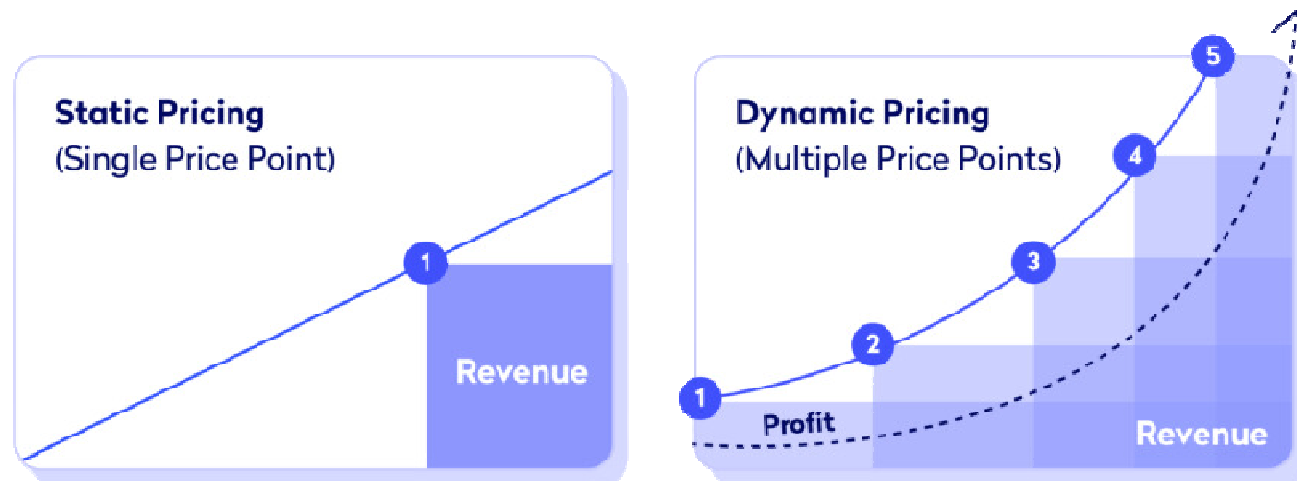 Static Pricing
(Single Price Point)
1
Revenue
Dynamic Pricing
(Multiple Price Points)
5
4
3
2
1
Profit
Revenue